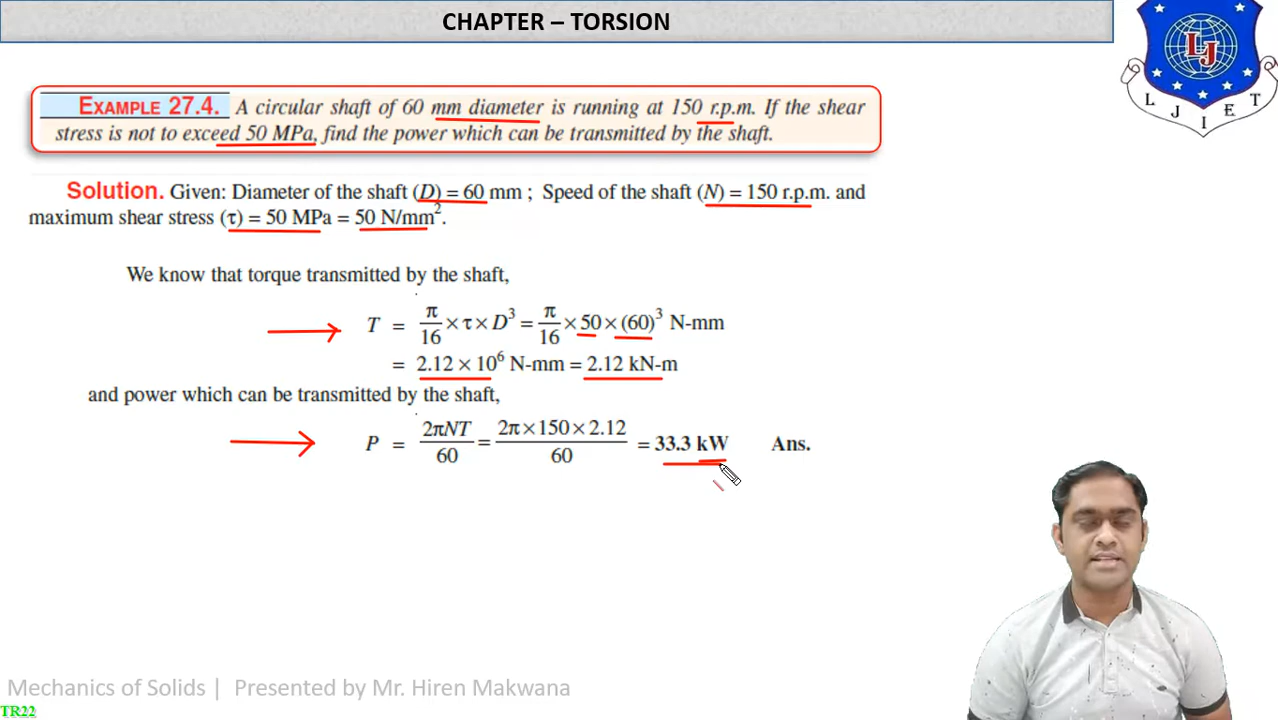 CHAPTER – TORSION
LJ
L J I E T
EXAMPLE 27.4. A circular shaft of 60 mm diameter is running at 150 r.p.m. If the shear
stress is not to exceed 50 MPa, find the power which can be transmitted by the shaft.
Solution. Given: Diameter of the shaft (D) = 60 mm ; Speed of the shaft (N) = 150 r.p.m. and
maximum shear stress (τ) = 50 MPa = 50 N/mm².
We know that torque transmitted by the shaft,
T = π/16 × τ × D³ = π/16 × 50 × (60)³ N-mm
= 2.12 × 10⁶ N-mm = 2.12 kN-m
and power which can be transmitted by the shaft,
P = 2πNT/60 = 2π × 150 × 2.12/60 = 33.3 kW Ans.
Mechanics of Solids | Presented by Mr. Hiren Makwana
TR22